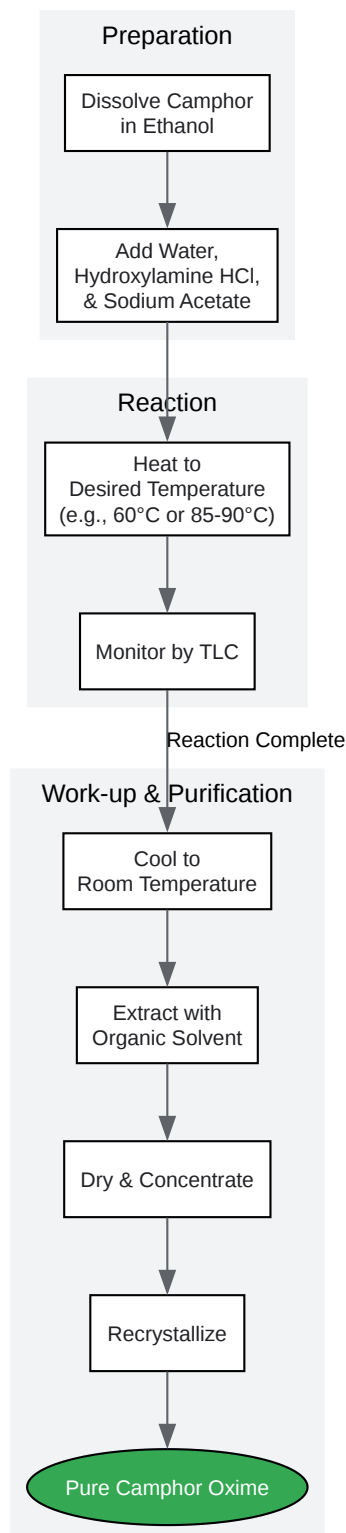 Preparation
Dissolve Camphor
in Ethanol
Add Water,
Hydroxylamine HCl,
& Sodium Acetate
Reaction
Heat to
Desired Temperature
(e.g., 60°C or 85-90°C)
Monitor by TLC
Reaction Complete
Work-up & Purification
Cool to
Room Temperature
Extract with
Organic Solvent
Dry & Concentrate
Recrystallize
Pure Camphor Oxime